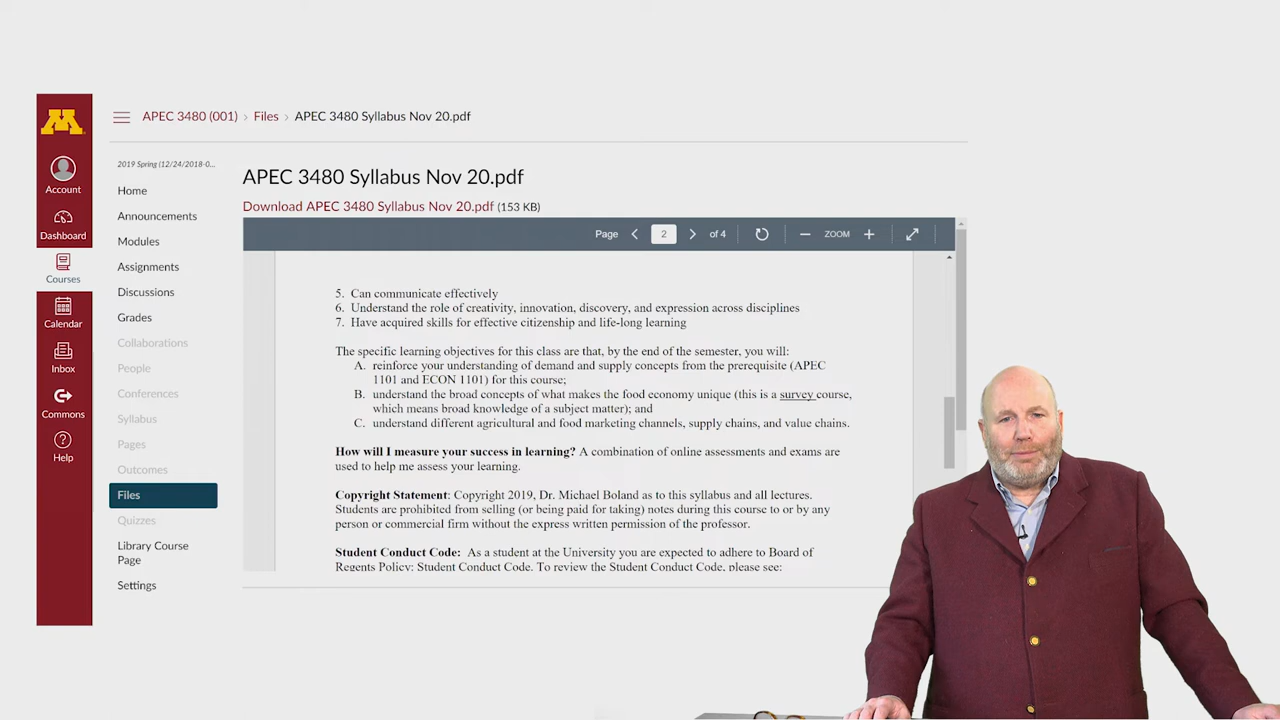 APEC 3480 (001) › Files › APEC 3480 Syllabus Nov 20.pdf
M
Account
Dashboard
Courses
Calendar
Inbox
Commons
Help
2019 Spring (12/24/2018-0...
Home
Announcements
Modules
Assignments
Discussions
Grades
Collaborations
People
Conferences
Syllabus
Pages
Outcomes
Files
Quizzes
Library Course
Page
Settings
APEC 3480 Syllabus Nov 20.pdf
Download APEC 3480 Syllabus Nov 20.pdf (153 KB)
Page 2 of 4 ZOOM
5. Can communicate effectively
6. Understand the role of creativity, innovation, discovery, and expression across disciplines
7. Have acquired skills for effective citizenship and life-long learning
The specific learning objectives for this class are that, by the end of the semester, you will:
A. reinforce your understanding of demand and supply concepts from the prerequisite (APEC
1101 and ECON 1101) for this course;
B. understand the broad concepts of what makes the food economy unique (this is a survey course,
which means broad knowledge of a subject matter); and
C. understand different agricultural and food marketing channels, supply chains, and value chains.
How will I measure your success in learning? A combination of online assessments and exams are
used to help me assess your learning.
Copyright Statement: Copyright 2019, Dr. Michael Boland as to this syllabus and all lectures.
Students are prohibited from selling (or being paid for taking) notes during this course to or by any
person or commercial firm without the express written permission of the professor.
Student Conduct Code: As a student at the University you are expected to adhere to Board of
Regents Policy: Student Conduct Code. To review the Student Conduct Code, please see: